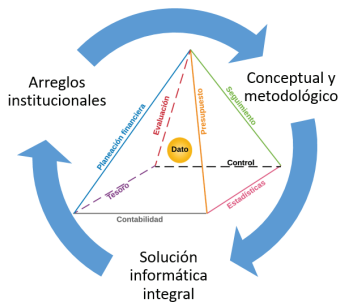 Arreglos
institucionales
Conceptual y
metodológico
Planeación financiera
Evaluación
Presupuesto
Seguimiento
Dato
Control
Tesoro
Estadísticas
Contabilidad
Solución
informática
integral